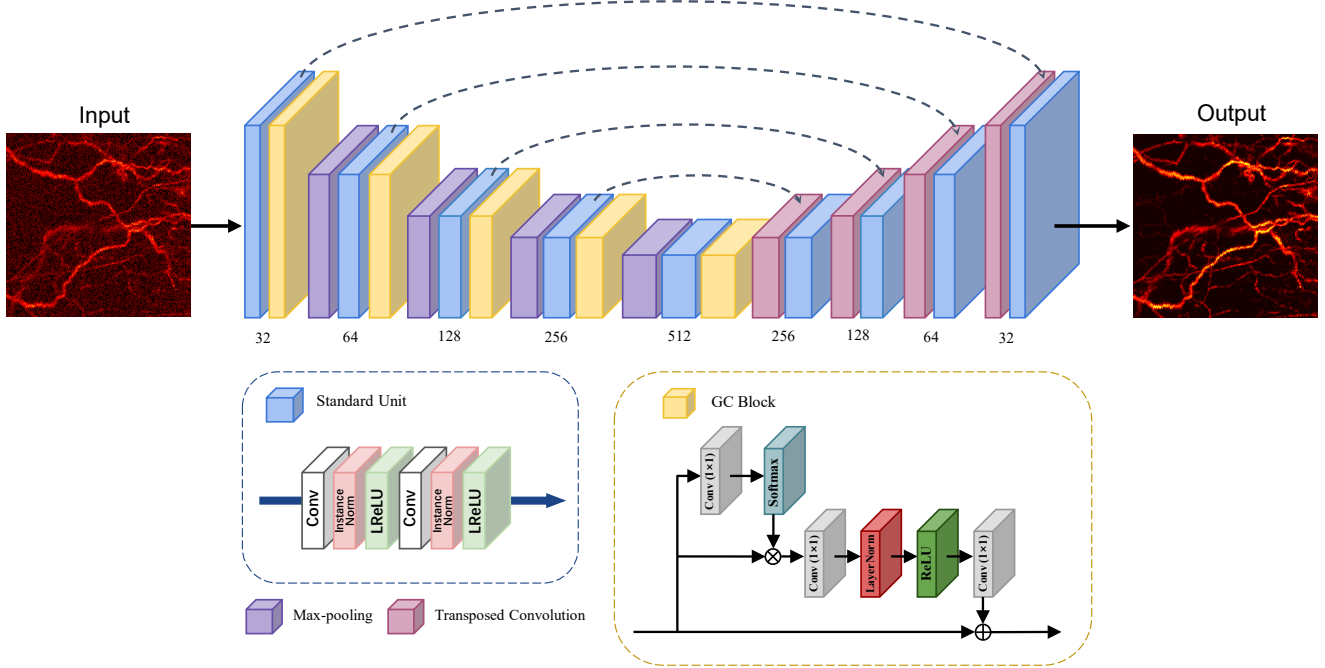 Input
Output
32
64
128
256
512
256
128
64
32
Standard Unit
Conv
Instance
Norm
LReLU
Conv
Instance
Norm
LReLU
Max-pooling
Transposed Convolution
GC Block
Conv (1×1)
Softmax
Conv (1×1)
Layer Norm
ReLU
Conv (1×1)